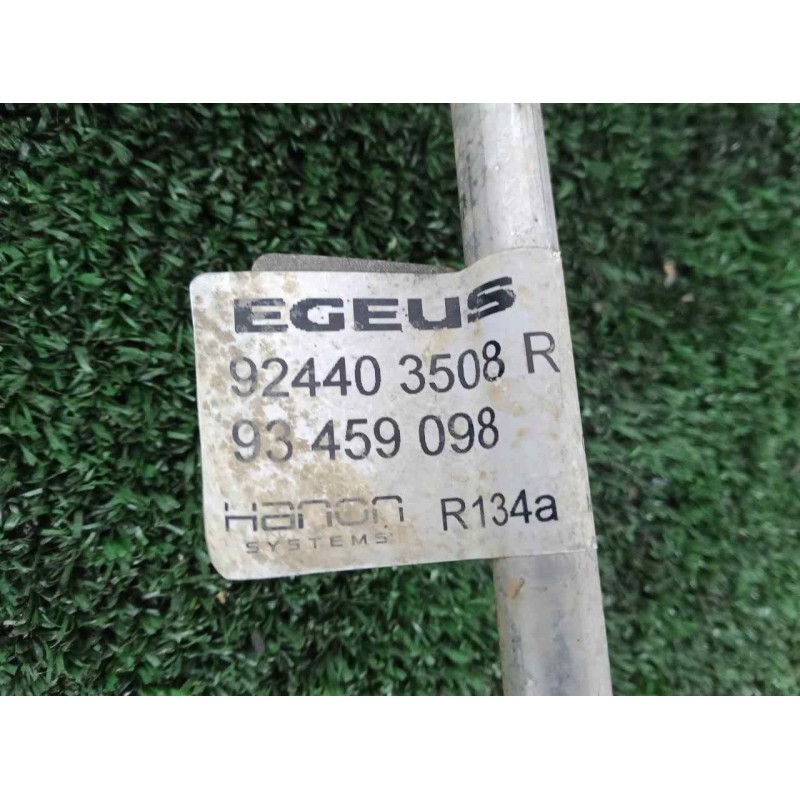 EGEUS
92440 3508 R
93 459 098
Hanon R134a
SYSTEMS